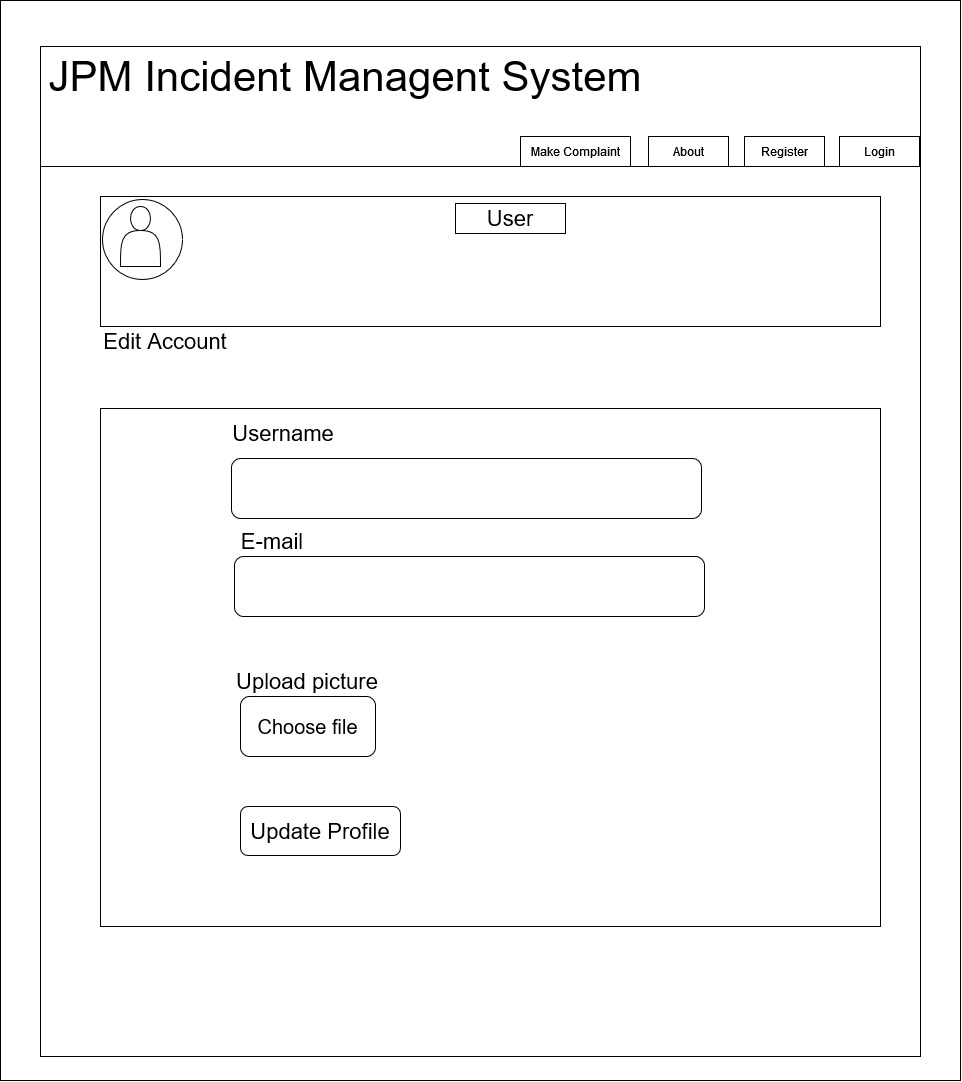 JPM Incident Managent System
Make Complaint
About
Register
Login
User
Edit Account
Username
E-mail
Upload picture
Choose file
Update Profile